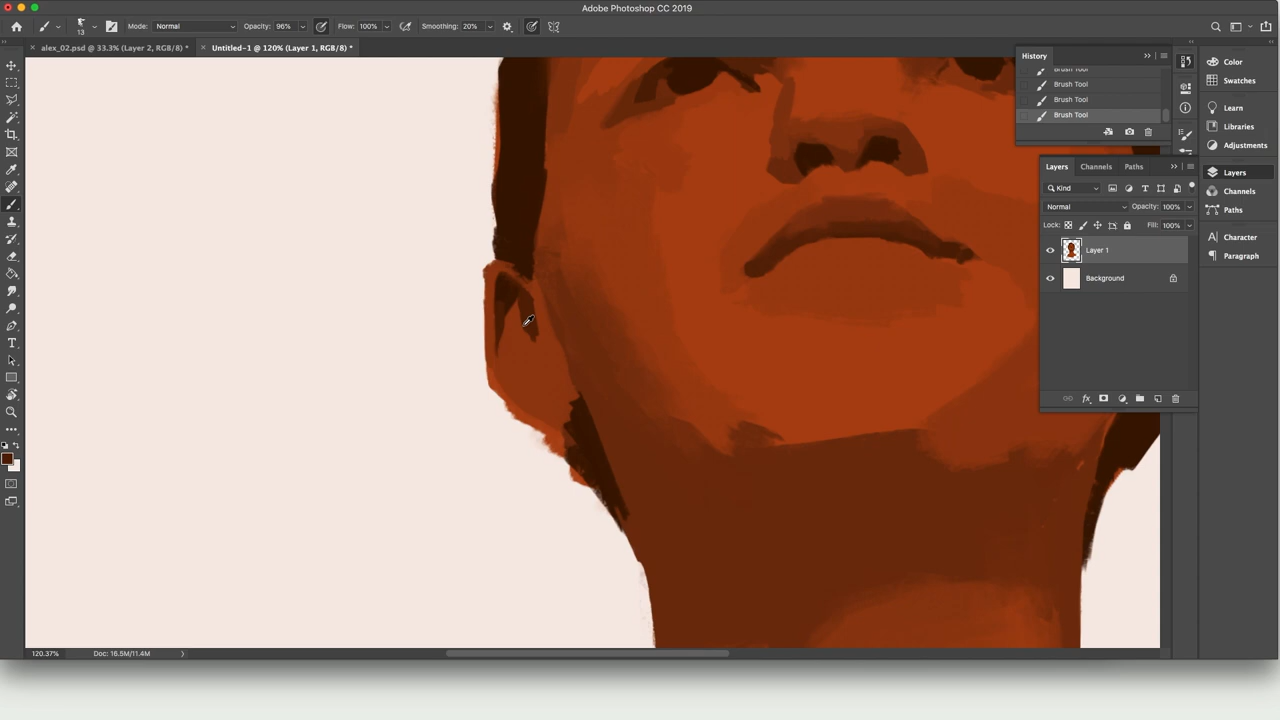 Adobe Photoshop CC 2019
13
Mode: Normal
Opacity: 96%
Flow: 100%
Smoothing: 20%
alex_02.psd @ 33.3% (Layer 2, RGB/8) *
Untitled-1 @ 120% (Layer 1, RGB/8) *
History
Brush Tool
Brush Tool
Brush Tool
Brush Tool
Layers
Channels
Paths
Kind
Normal
Opacity: 100%
Lock:
Fill: 100%
Layer 1
Background
fx
Color
Swatches
Learn
Libraries
Adjustments
Layers
Channels
Paths
Character
Paragraph
120.37%
Doc: 16.5M/11.4M